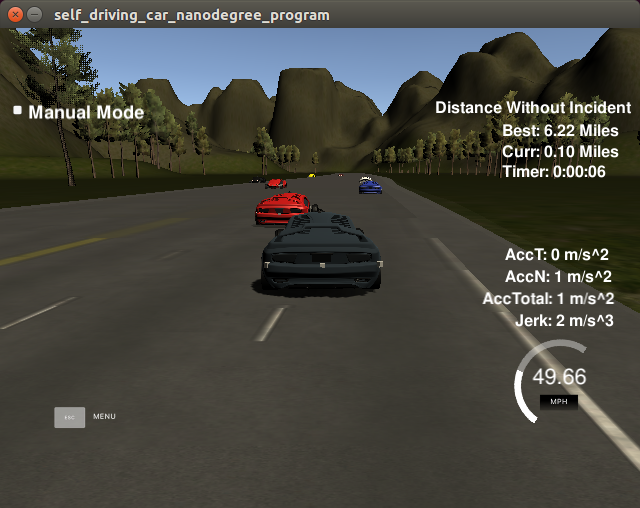 self_driving_car_nanodegree_program
Manual Mode
Distance Without Incident
Best: 6.22 Miles
Curr: 0.10 Miles
Timer: 0:00:06
AccT: 0 m/s^2
AccN: 1 m/s^2
AccTotal: 1 m/s^2
Jerk: 2 m/s^3
49.66
MPH
ESC MENU